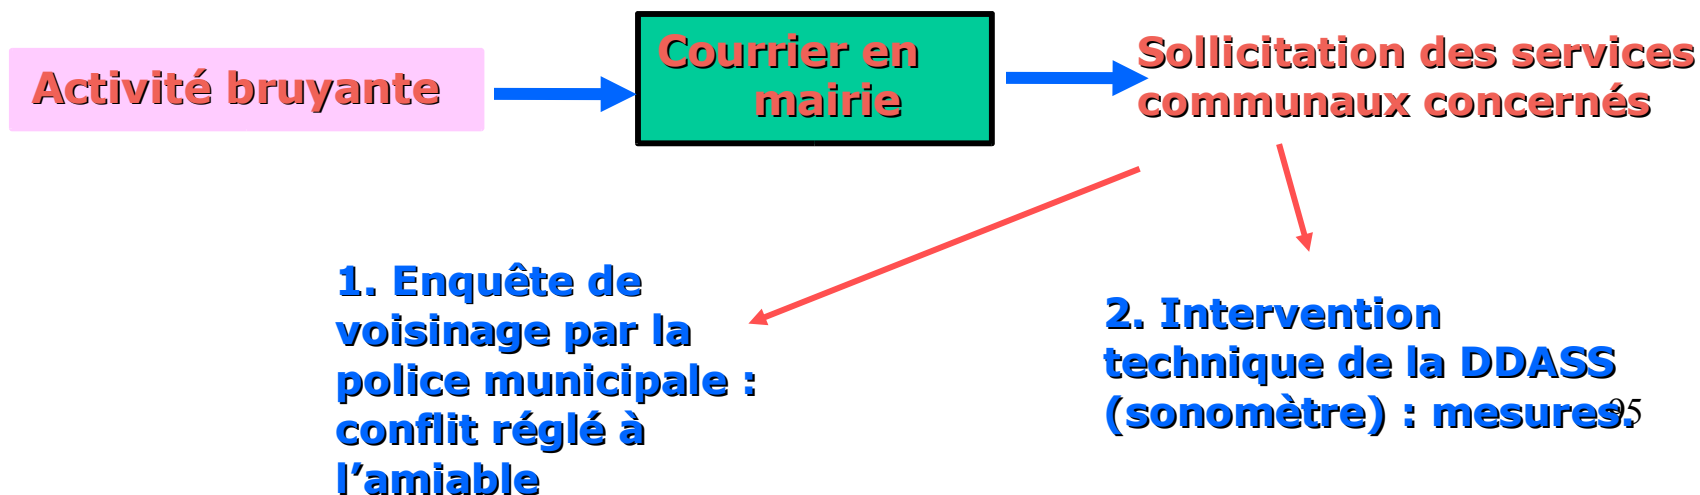 Activité bruyante
Courrier en
mairie
Sollicitation des services
communaux concernés
1. Enquête de
voisinage par la
police municipale :
conflit réglé à
l’amiable
2. Intervention
technique de la DDASS
(sonomètre) : mesures.
95